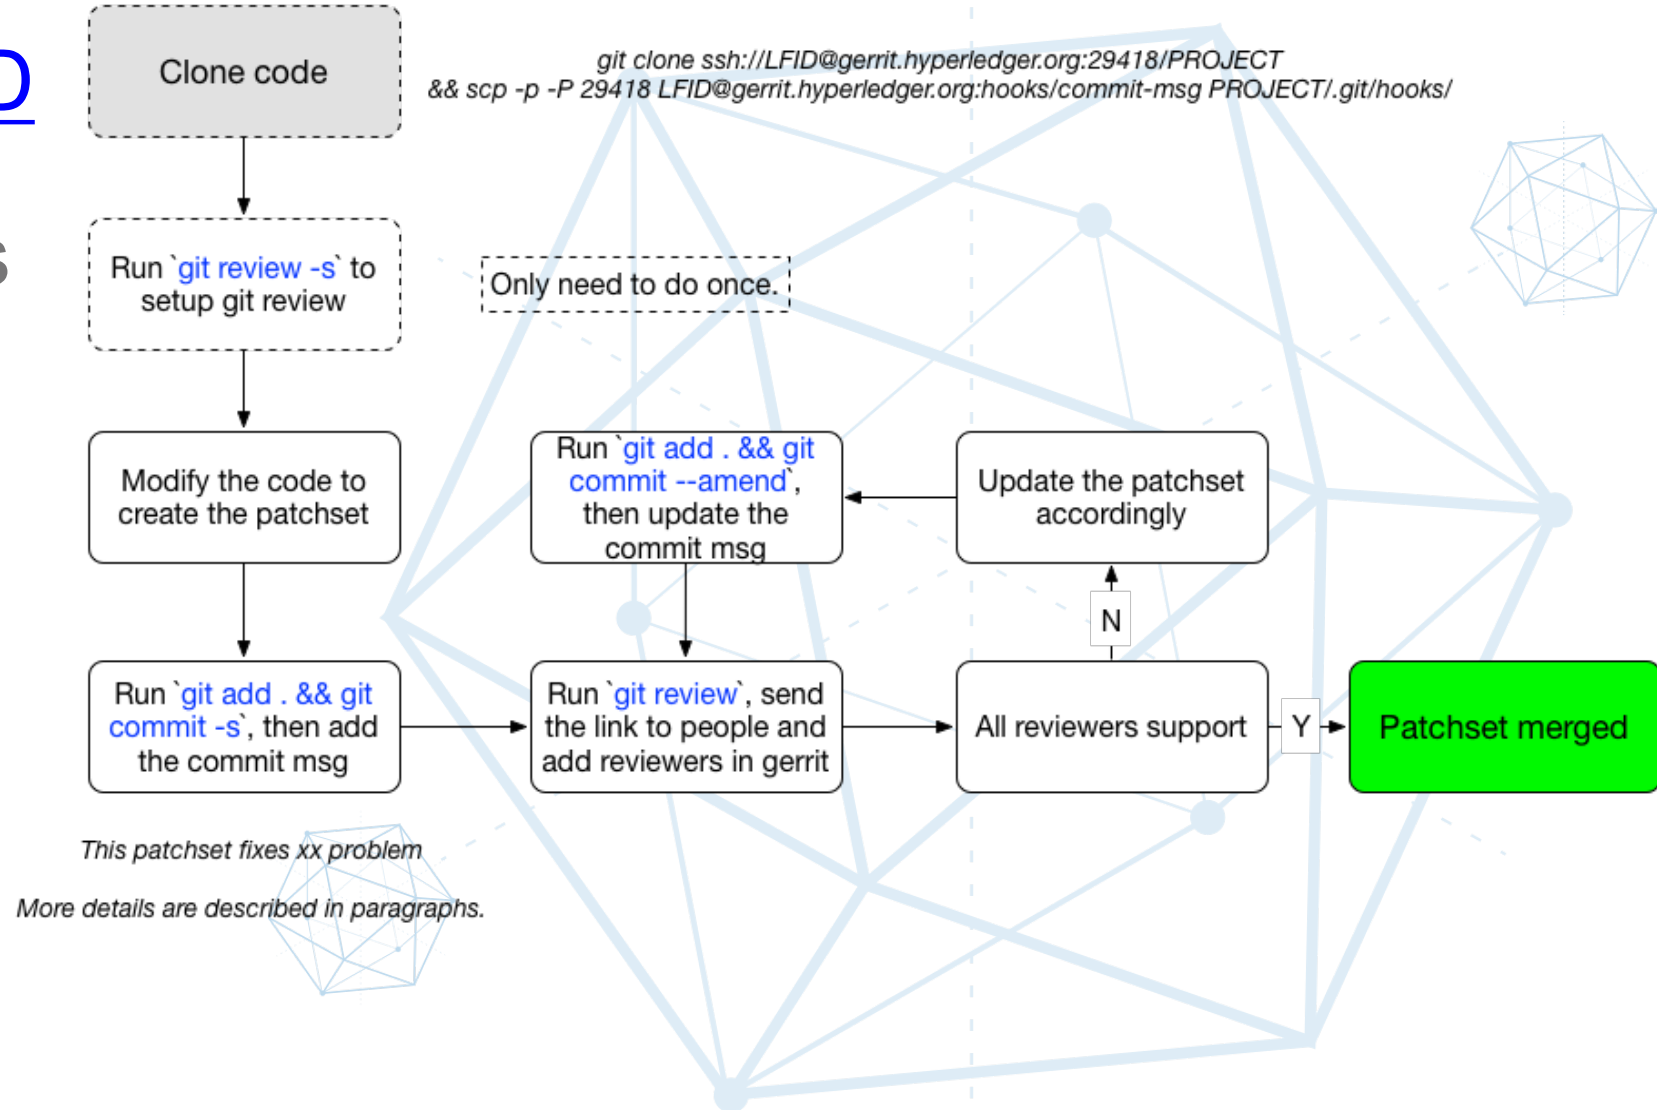 D
s
Clone code
git clone ssh://LFID@gerrit.hyperledger.org:29418/PROJECT
&& scp -p -P 29418 LFID@gerrit.hyperledger.org:hooks/commit-msg PROJECT/.git/hooks/
Run `git review -s` to
setup git review
Only need to do once.
Modify the code to
create the patchset
Run `git add . && git
commit --amend`,
then update the
commit msg
Update the patchset
accordingly
N
Run `git add . && git
commit -s`, then add
the commit msg
Run `git review`, send
the link to people and
add reviewers in gerrit
All reviewers support
Y
Patchset merged
This patchset fixes xx problem
More details are described in paragraphs.